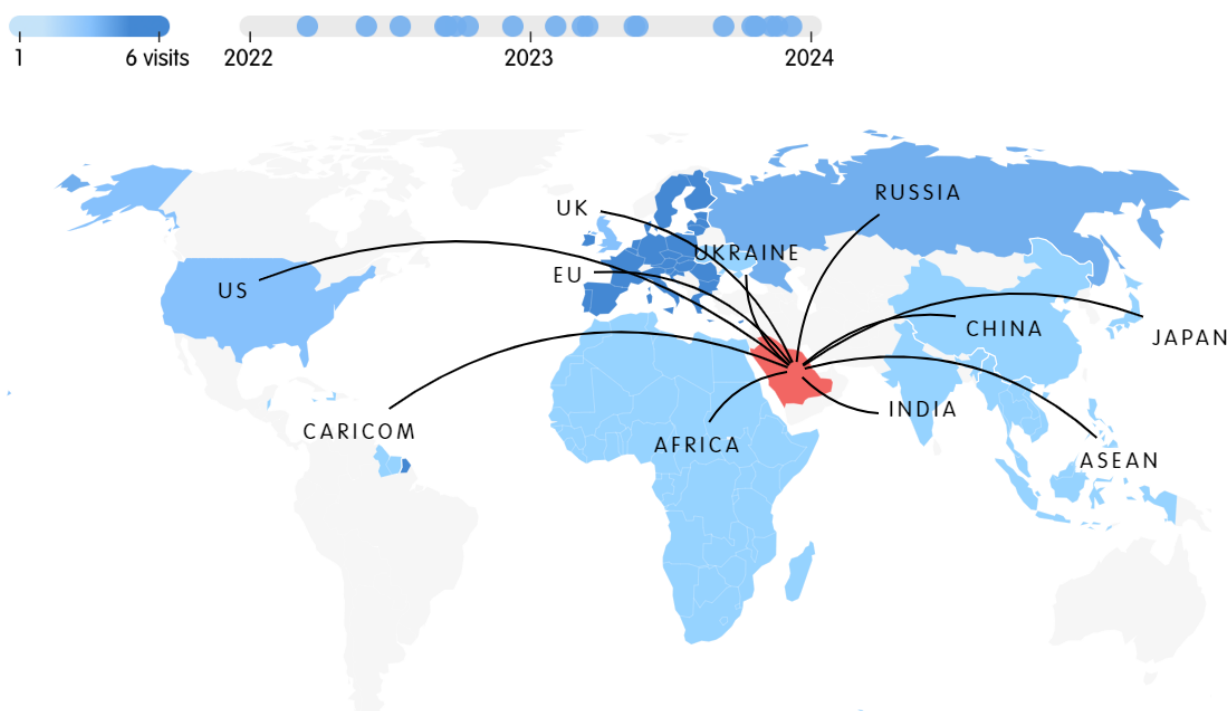 1
6 visits
2022
2023
2024
RUSSIA
UK
UKRAINE
EU
US
CHINA
JAPAN
INDIA
CARICOM
AFRICA
ASEAN